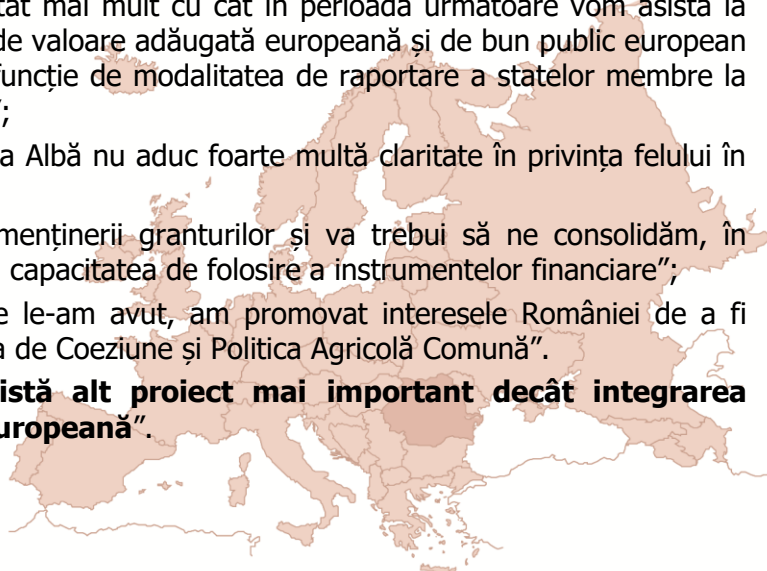 atât mai mult cu cât în perioada următoare vom asista la
de valoare adăugată europeană și de bun public european
funcție de modalitatea de raportare a statelor membre la
”;
a Albă nu aduc foarte multă claritate în privința felului în
menținerii granturilor și va trebui să ne consolidăm, în
capacitatea de folosire a instrumentelor financiare”;
e le-am avut, am promovat interesele României de a fi
a de Coeziune și Politica Agricolă Comună”.
istă alt proiect mai important decât integrarea
uropeană”.